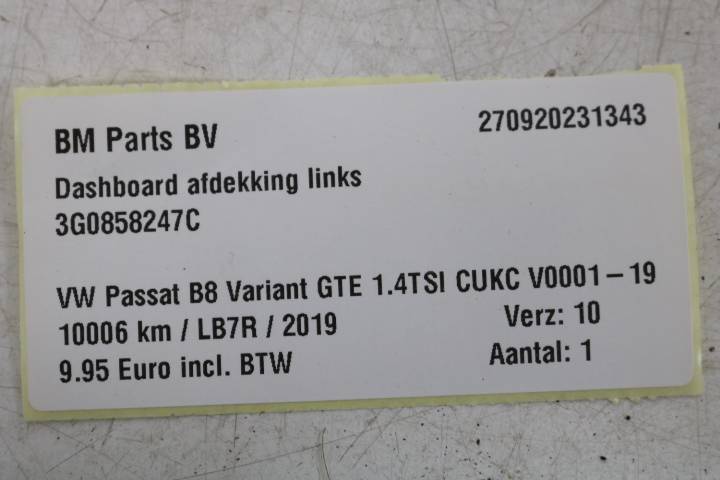 BM Parts BV 270920231343
Dashboard afdekking links
3G0858247C
VW Passat B8 Variant GTE 1.4TSI CUKC V0001-19
10006 km / LB7R / 2019 Verz: 10
9.95 Euro incl. BTW Aantal: 1